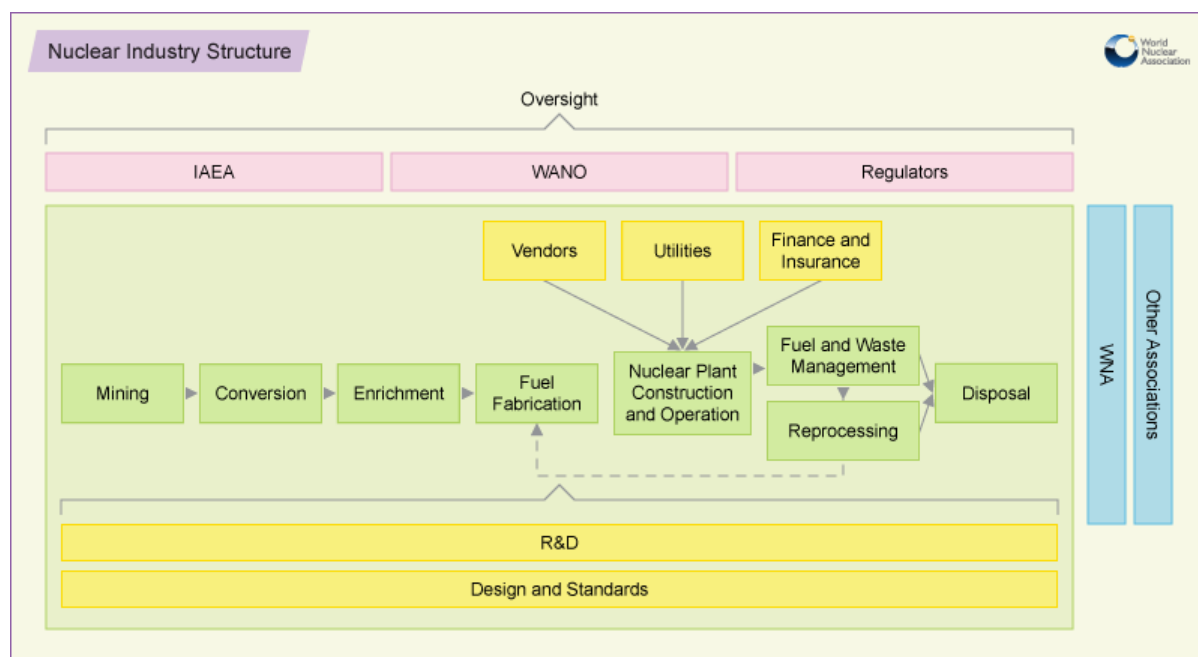 Nuclear Industry Structure
World
Nuclear
Association
Oversight
IAEA
WANO
Regulators
Vendors
Utilities
Finance and
Insurance
Mining
Conversion
Enrichment
Fuel
Fabrication
Nuclear Plant
Construction
and Operation
Fuel and Waste
Management
Reprocessing
Disposal
R&D
Design and Standards
WNA
Other Associations